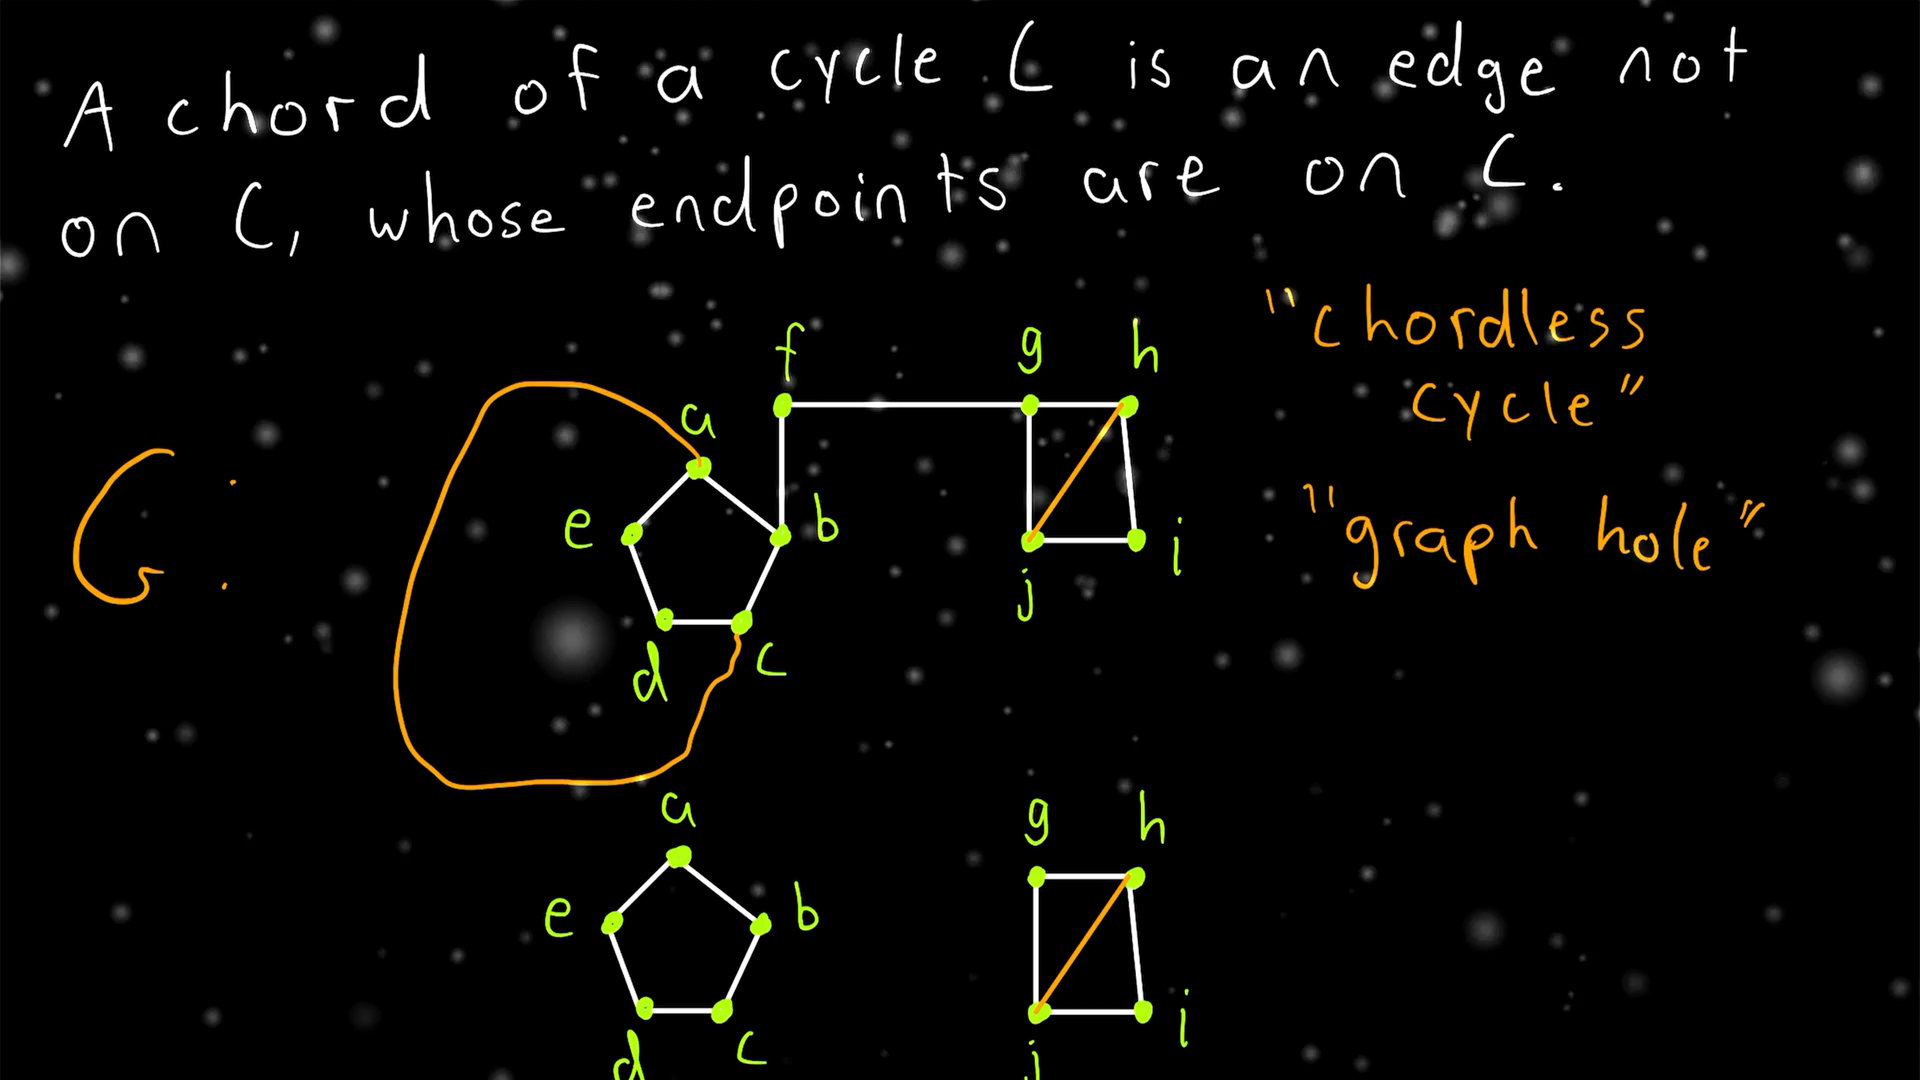 A chord of a cycle C is an edge not
on C, whose endpoints are on C.
"chordless
cycle"
f
g
h
a
G:
e
b
"graph hole"
i
j
d
c
a
g
h
e
b
i
d
c
j